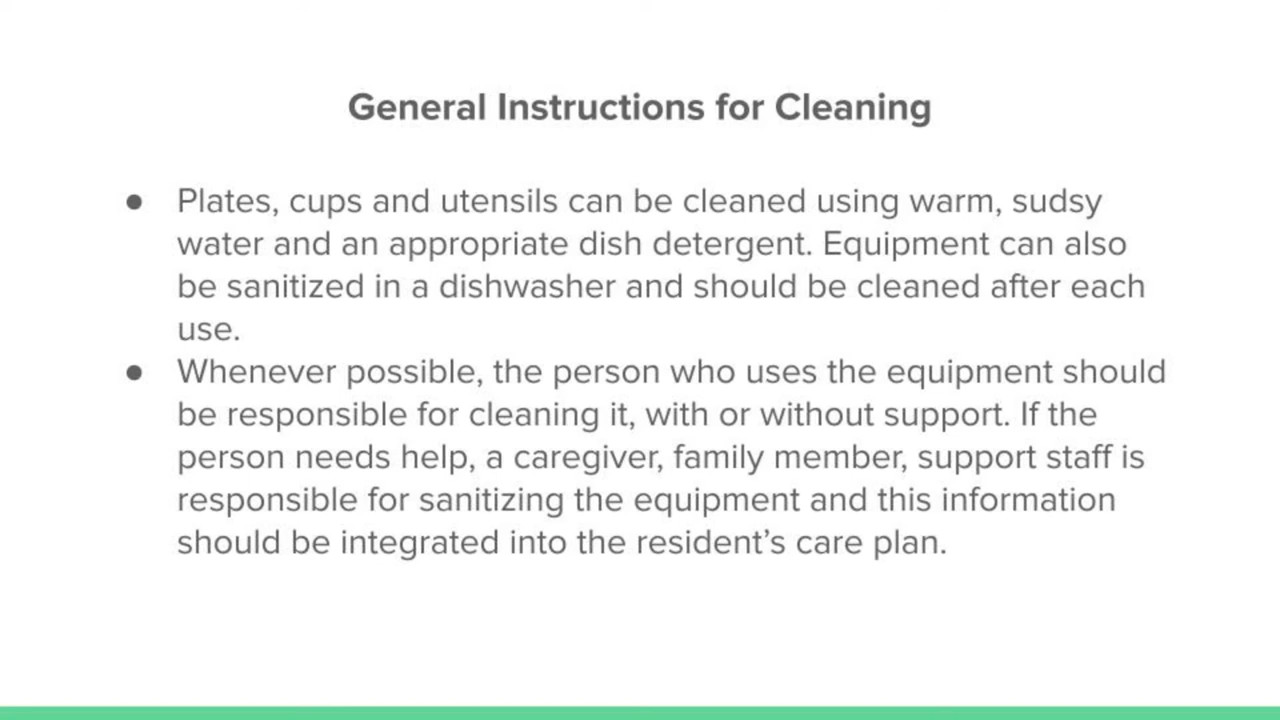 General Instructions for Cleaning
● Plates, cups and utensils can be cleaned using warm, sudsy
water and an appropriate dish detergent. Equipment can also
be sanitized in a dishwasher and should be cleaned after each
use.
● Whenever possible, the person who uses the equipment should
be responsible for cleaning it, with or without support. If the
person needs help, a caregiver, family member, support staff is
responsible for sanitizing the equipment and this information
should be integrated into the resident’s care plan.